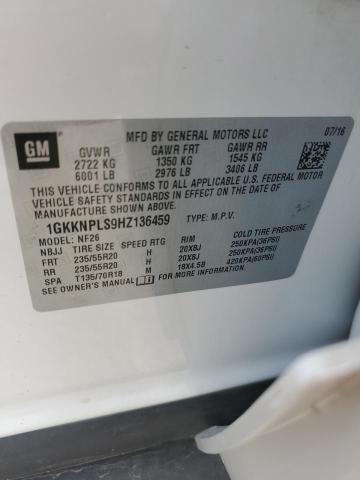 GM
MFD BY GENERAL MOTORS LLC 07/16
GVWR GAWR FRT GAWR RR
2722 KG 1350 KG 1545 KG
6001 LB 2976 LB 3406 LB
THIS VEHICLE CONFORMS TO ALL APPLICABLE U.S. FEDERAL
MOTOR VEHICLE SAFETY STANDARDS IN EFFECT ON THE DATE OF
MANUFACTURE SHOWN ABOVE.
1GKKNPLS9HZ136459 TYPE: M.P.V.
MODEL: NF26
NBJJ TIRE SIZE SPEED RTG RIM COLD TIRE PRESSURE
FRT 235/55R20 H 20X8J 250KPA(36PSI)
RR 235/55R20 H 20X8J 250KPA(36PSI)
SPA T135/70R18 M 18X4.5B 420KPA(60PSI)
SEE OWNER'S MANUAL FOR MORE INFORMATION.